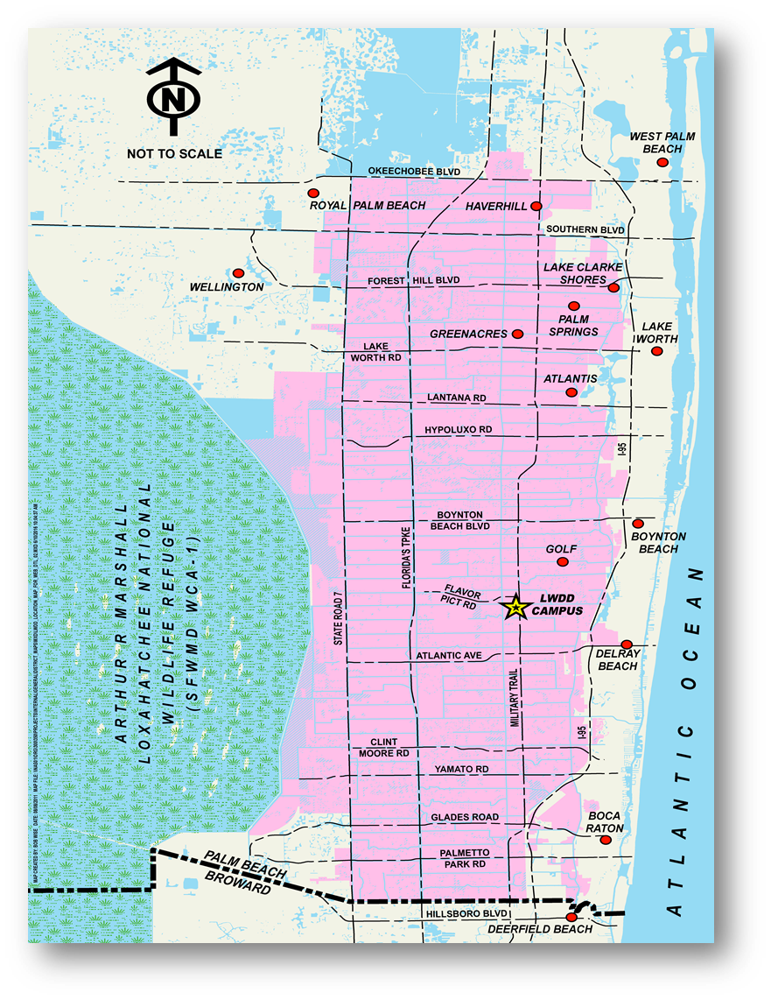 N
NOT TO SCALE
WEST PALM
BEACH
OKEECHOBEE BLVD
ROYAL PALM BEACH
HAVERHILL
SOUTHERN BLVD
LAKE CLARKE
SHORES
WELLINGTON
FOREST HILL BLVD
PALM
SPRINGS
LAKE
WORTH
GREENACRES
LAKE
WORTH RD
ATLANTIS
LANTANA RD
HYPOLUXO RD
I-95
ARTHUR R MARSHALL
LOXAHATCHEE NATIONAL
WILDLIFE REFUGE
(SFWMD WCA-1)
BOYNTON
BEACH BLVD
BOYNTON
BEACH
FLORIDA'S TPKE
GOLF
FLAVOR
PICT RD
LWDD
CAMPUS
STATE ROAD 7
ATLANTIC AVE
DELRAY
BEACH
MILITARY TRAIL
I-95
ATLANTIC OCEAN
CLINT
MOORE RD
YAMATO RD
GLADES ROAD
BOCA
RATON
PALMETTO
PARK RD
PALM BEACH
BROWARD
HILLSBORO BLVD
DEERFIELD BEACH